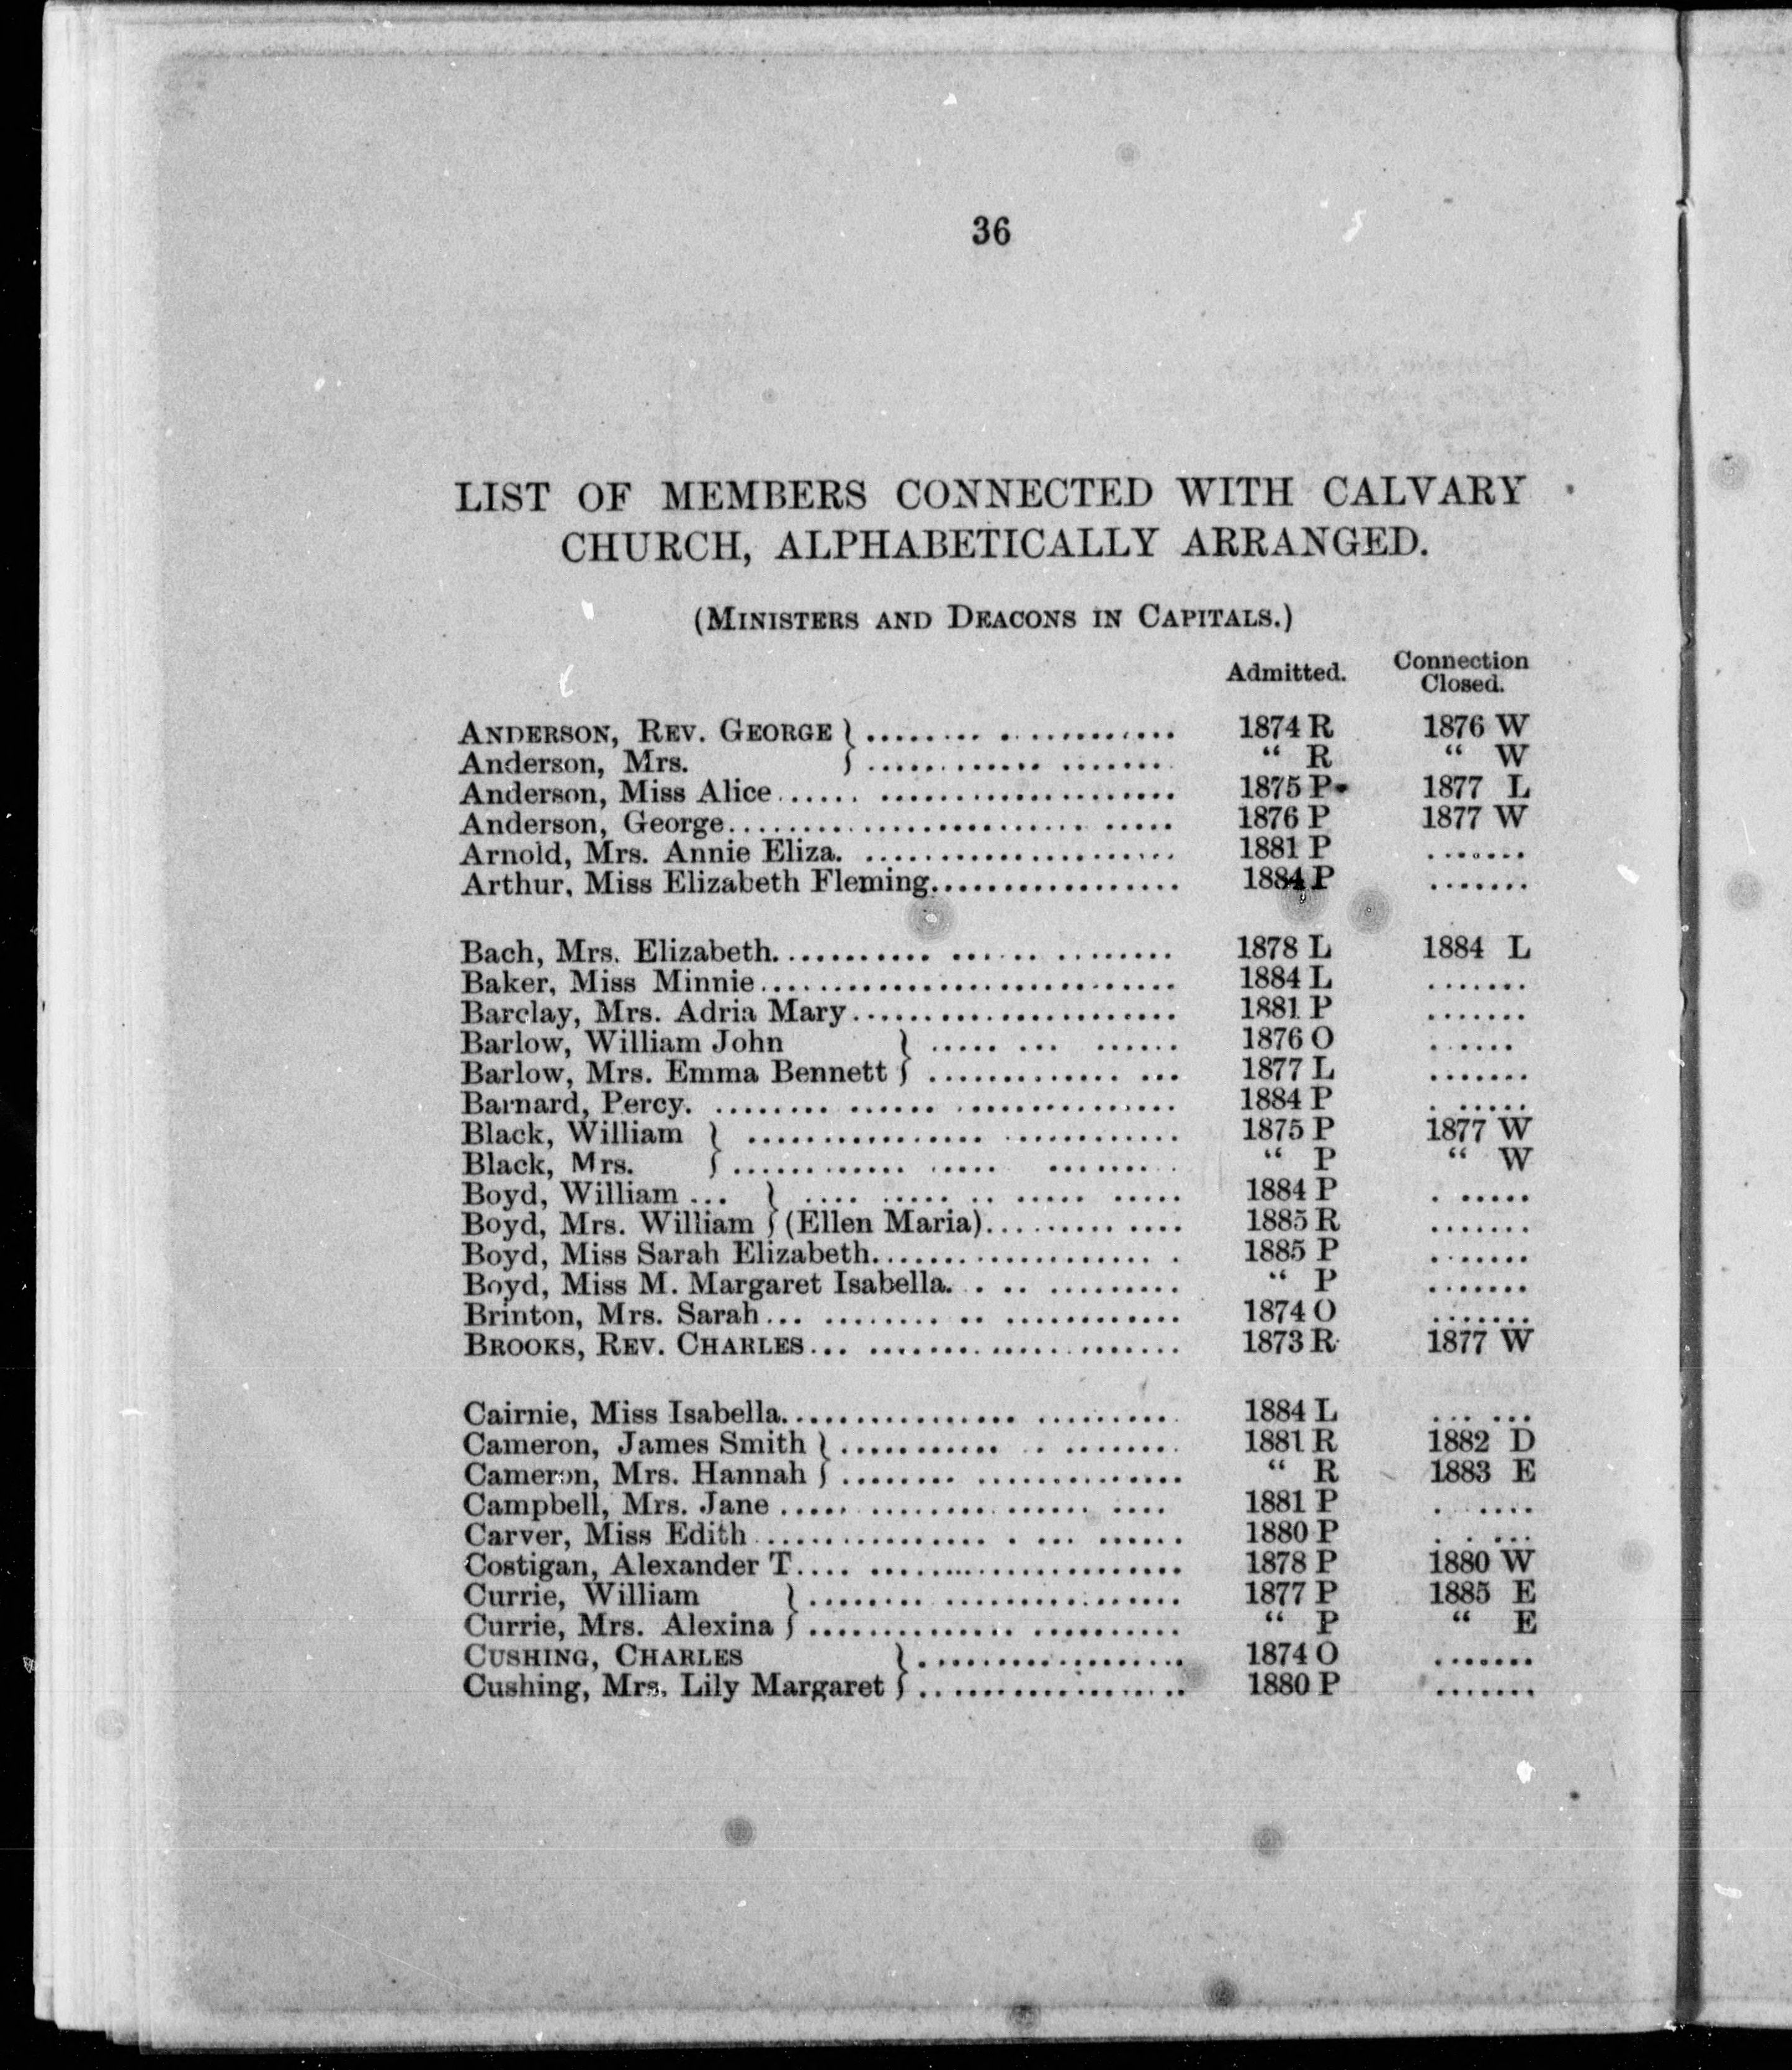 36
LIST OF MEMBERS CONNECTED WITH CALVARY
CHURCH, ALPHABETICALLY ARRANGED.
(MINISTERS AND DEACONS IN CAPITALS.)
Admitted. Connection Closed.
ANDERSON, REV. GEORGE } ........ 1874 R 1876 W
Anderson, Mrs. } ........ “ R “ W
Anderson, Miss Alice ........ 1875 P 1877 L
Anderson, George ........ 1876 P 1877 W
Arnold, Mrs. Annie Eliza. ........ 1881 P .......
Arthur, Miss Elizabeth Fleming ........ 1884 P .......
Bach, Mrs. Elizabeth ........ 1878 L 1884 L
Baker, Miss Minnie ........ 1884 L .......
Barclay, Mrs. Adria Mary ........ 1881 P .......
Barlow, William John } ........ 1876 O .......
Barlow, Mrs. Emma Bennett } ........ 1877 L .......
Barnard, Percy. ........ 1884 P .......
Black, William } ........ 1875 P 1877 W
Black, Mrs. } ........ “ P “ W
Boyd, William ... } ........ 1884 P .......
Boyd, Mrs. William } (Ellen Maria) ........ 1885 R .......
Boyd, Miss Sarah Elizabeth ........ 1885 P .......
Boyd, Miss M. Margaret Isabella ........ “ P .......
Brinton, Mrs. Sarah ........ 1874 O .......
BROOKS, REV. CHARLES ........ 1873 R 1877 W
Cairnie, Miss Isabella ........ 1884 L .......
Cameron, James Smith } ........ 1881 R 1882 D
Cameron, Mrs. Hannah } ........ “ R 1883 E
Campbell, Mrs. Jane ........ 1881 P .......
Carver, Miss Edith ........ 1880 P .......
Costigan, Alexander T. ........ 1878 P 1880 W
Currie, William } ........ 1877 P 1885 E
Currie, Mrs. Alexina } ........ “ P “ E
CUSHING, CHARLES } ........ 1874 O .......
Cushing, Mrs. Lily Margaret } ........ 1880 P .......